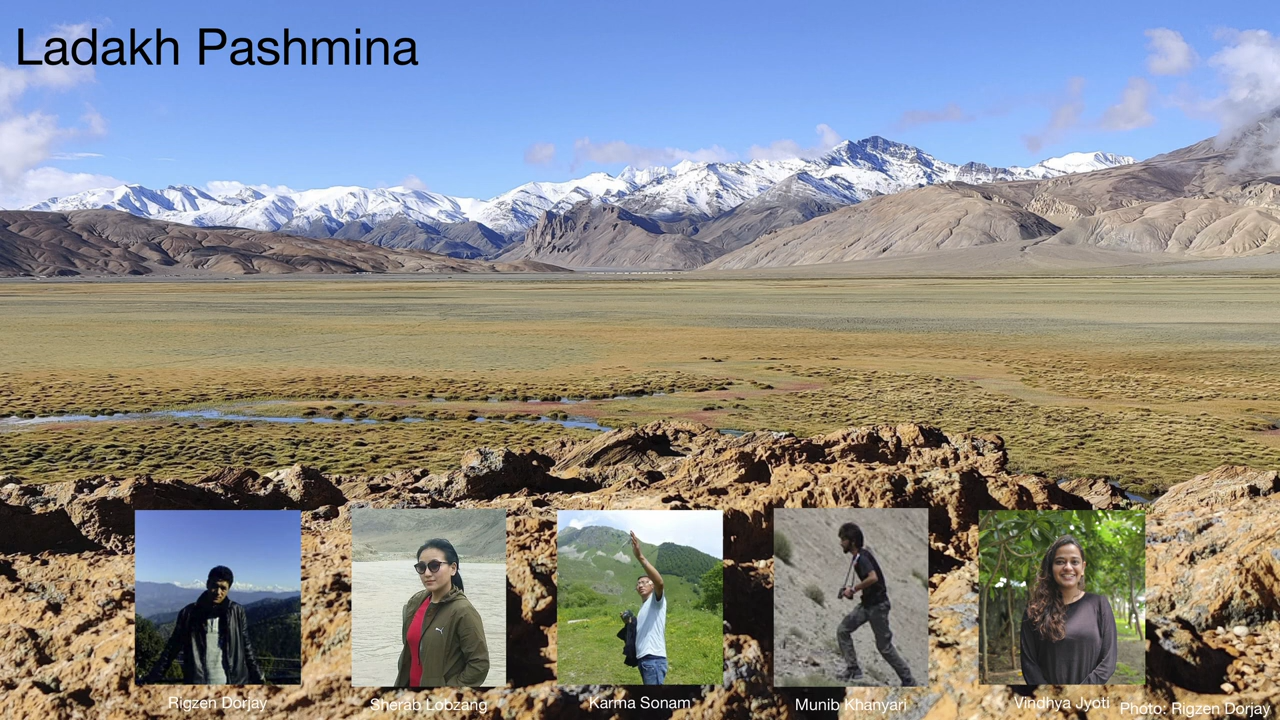 Ladakh Pashmina
Rigzen Dorjay
Sherab Lobzang
Karma Sonam
Munib Khanyari
Vindhya Jyoti
Photo: Rigzen Dorjay